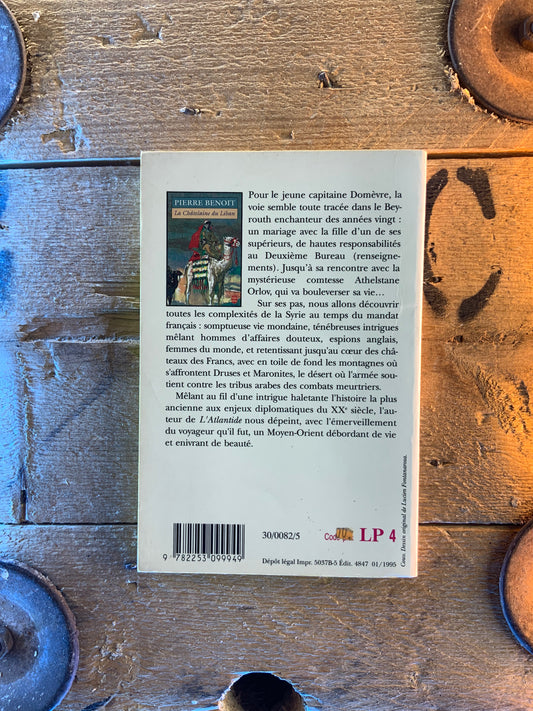 PIERRE BENOIT
La Châtelaine du Liban
Pour le jeune capitaine Domèvre, la
voie semble toute tracée dans le Bey-
routh enchanteur des années vingt :
un mariage avec la fille d'un de ses
supérieurs, de hautes responsabilités
au Deuxième Bureau (renseigne-
ments). Jusqu'à sa rencontre avec la
mystérieuse comtesse Athelstane
Orlov, qui va bouleverser sa vie...
Sur ses pas, nous allons découvrir
toutes les complexités de la Syrie au temps du mandat
français : somptueuse vie mondaine, ténébreuses intrigues
mêlant hommes d'affaires douteux, espions anglais,
femmes du monde, et retentissant jusqu'au cœur des châ-
teaux des Francs, avec en toile de fond les montagnes où
s'affrontent Druses et Maronites, le désert où l'armée sou-
tient contre les tribus arabes des combats meurtriers.
Mêlant au fil d'une intrigue haletante l'histoire la plus
ancienne aux enjeux diplomatiques du XXe siècle, l'au-
teur de L'Atlantide nous dépeint, avec l'émerveillement
du voyageur qu'il fut, un Moyen-Orient débordant de vie
et enivrant de beauté.
Couv. Dessin original de Lucien Fontanarosa.
30/0082/5
Code
LP 4
9 782253 099949
Dépôt légal Impr. 5037B-5 Édit. 4847 01/1995